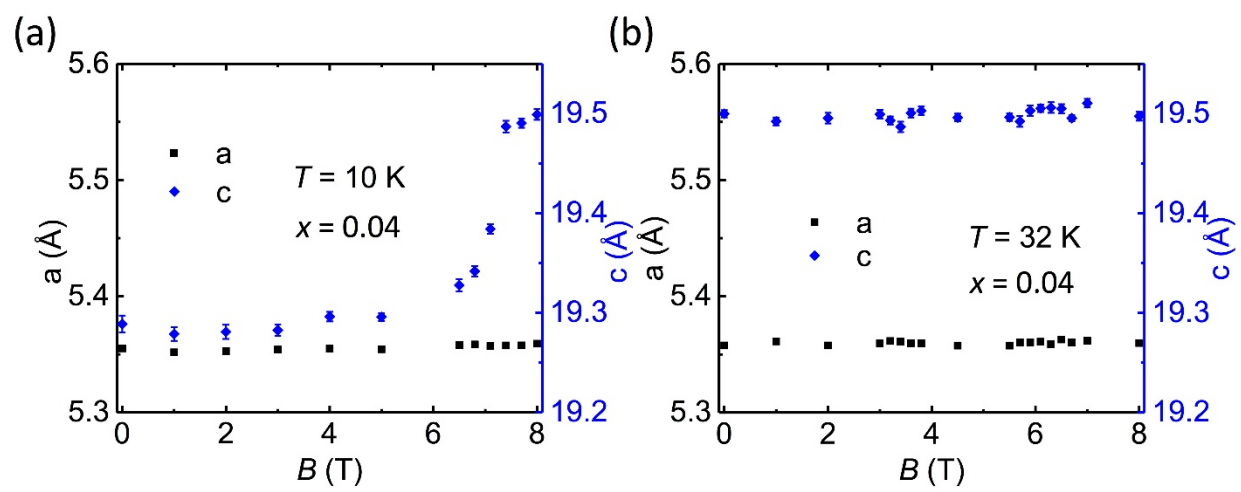 (a)
5.6
5.5
5.4
5.3
a (Å)
a
c
T = 10 K
x = 0.04
19.5
19.4
19.3
19.2
c (Å)
0 2 4 6 8
B (T)
(b)
5.6
5.5
5.4
5.3
a (Å)
a
c
T = 32 K
x = 0.04
19.5
19.4
19.3
19.2
c (Å)
0 2 4 6 8
B (T)